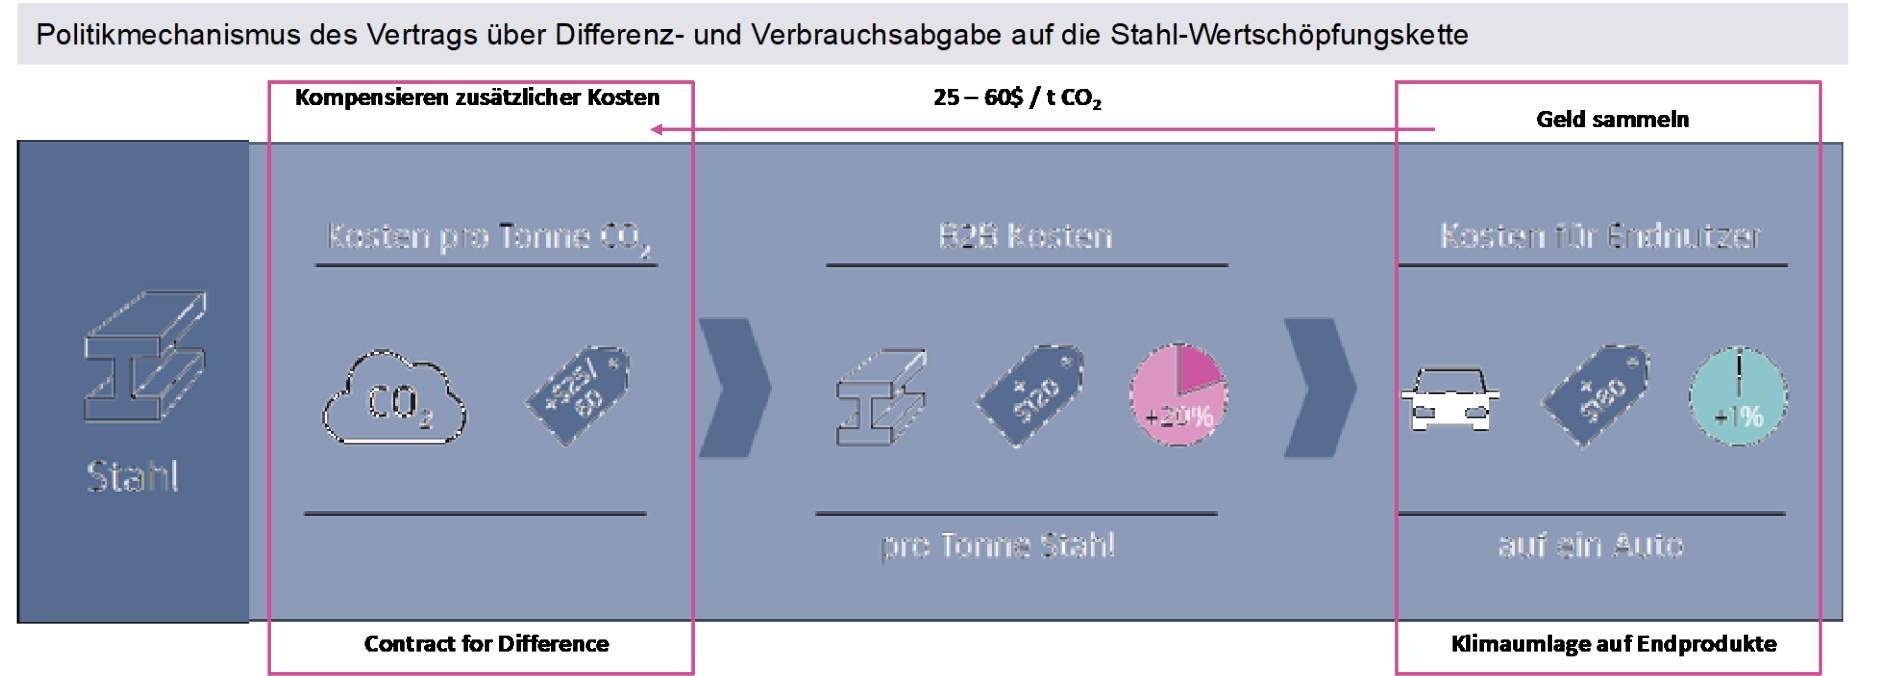 Politikmechanismus des Vertrags über Differenz- und Verbrauchsabgabe auf die Stahl-Wertschöpfungskette
Kompensieren zusätzlicher Kosten
25 – 60$ / t CO₂
Geld sammeln
Kosten pro Tonne CO₂
B2B Kosten
Kosten für Endnutzer
Stahl
CO₂
+$25/
60
+
$120
+20%
+
$180
+1%
pro Tonne Stahl
auf ein Auto
Contract for Difference
Klimaumlage auf Endprodukte